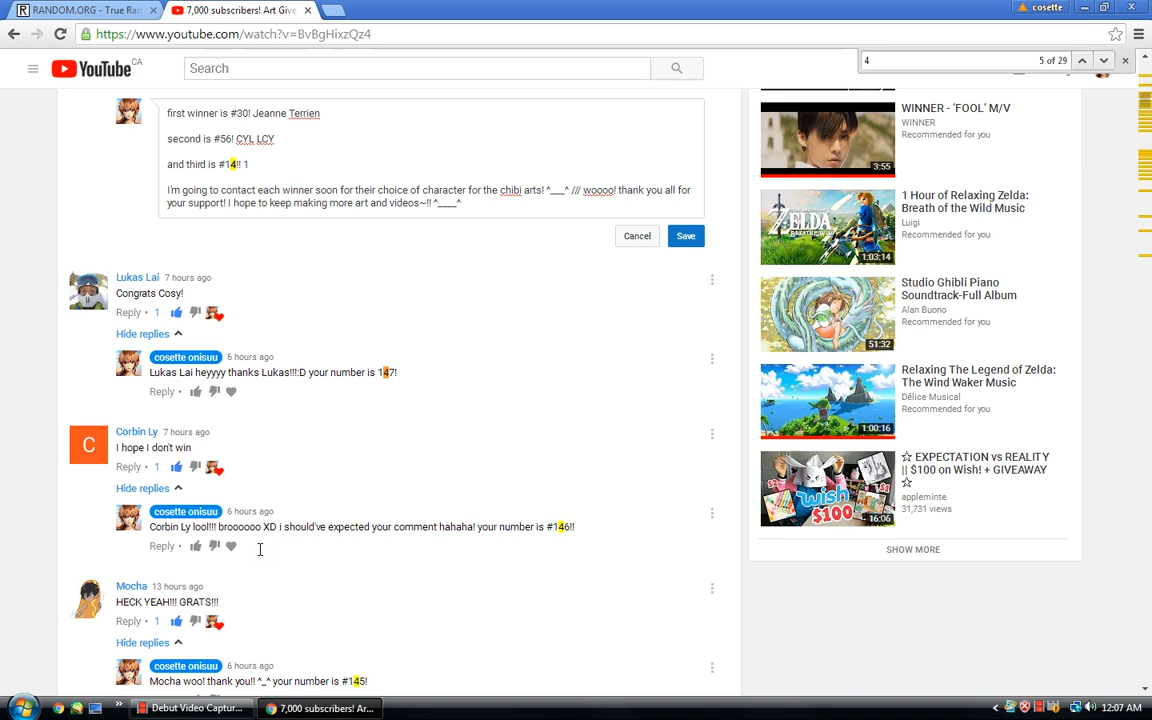 RANDOM.ORG - True Ran
7,000 subscribers! Art Give
cosette
https://www.youtube.com/watch?v=BvBgHixzQz4
4
5 of 29
YouTube CA
Search
first winner is #30! Jeanne Terrien
second is #56! CYL LCY
and third is #14!! 1
I'm going to contact each winner soon for their choice of character for the chibi arts! ^___^ /// woooo! thank you all for
your support! I hope to keep making more art and videos~!! ^____^
Cancel
Save
Lukas Lai 7 hours ago
Congrats Cosy!
Reply • 1
Hide replies
cosette onisuu 6 hours ago
Lukas Lai heyyyy thanks Lukas!!!:D your number is 147!
Reply •
Corbin Ly 7 hours ago
C
I hope I don't win
Reply • 1
Hide replies
cosette onisuu 6 hours ago
Corbin Ly lool!!! broooooo XD i should've expected your comment hahaha! your number is #146!!
Reply •
Mocha 13 hours ago
HECK YEAH!!! GRATS!!!
Reply • 1
Hide replies
cosette onisuu 6 hours ago
Mocha woo! thank you!! ^_^ your number is #145!
WINNER - 'FOOL' M/V
WINNER
Recommended for you
3:55
1 Hour of Relaxing Zelda:
Breath of the Wild Music
Luigi
Recommended for you
ZELDA
1:03:14
Studio Ghibli Piano
Soundtrack-Full Album
Alan Buono
Recommended for you
51:32
Relaxing The Legend of Zelda:
The Wind Waker Music
Délice Musical
Recommended for you
1:00:16
☆ EXPECTATION vs REALITY
|| $100 on Wish! + GIVEAWAY
☆
appleminte
31,731 views
wish
$100
16:06
SHOW MORE
Debut Video Captur...
7,000 subscribers! Ar...
12:07 AM